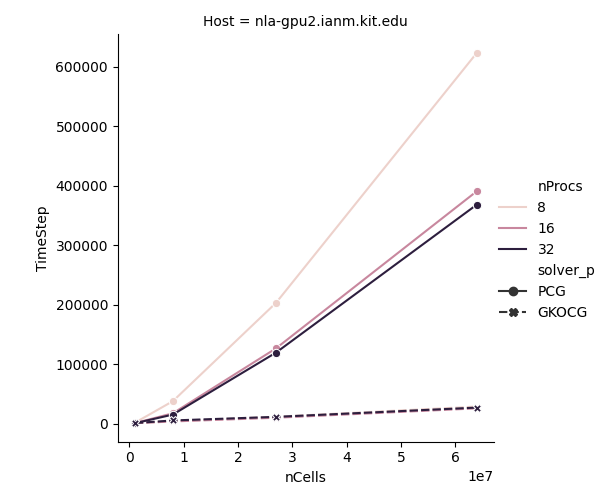 Host = nla-gpu2.ianm.kit.edu
600000
500000
400000
300000
200000
100000
0
TimeStep
0 1 2 3 4 5 6
1e7
nCells
nProcs
8
16
32
solver_p
PCG
GKOCG